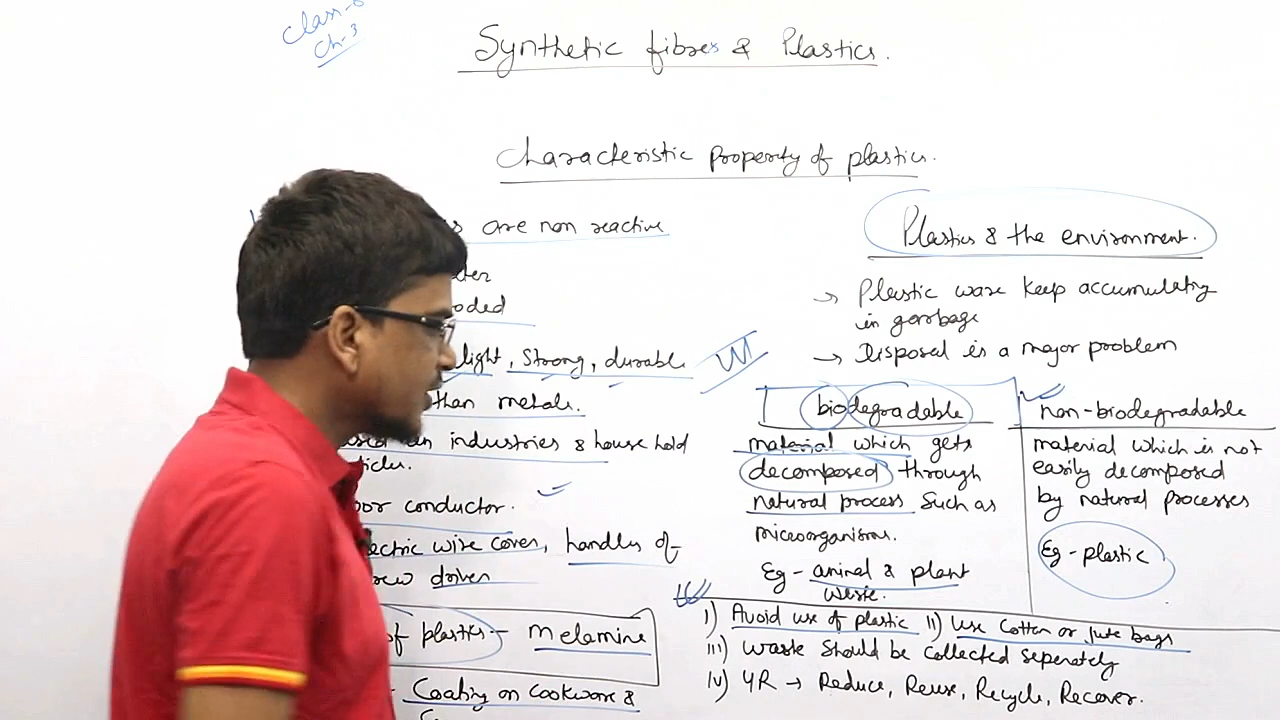 Class-8
Ch-3
Synthetic fibres & Plastics.
Characteristic property of plastics.
are non reactive
light, Strong, durable
than metals.
in industries & house hold
poor conductor.
electric wire cover, handles of
screw driver
of plastics - Melamine
- Coating on cookware &
Plastics & the environment.
→ Plastic ware keep accumulating
in garbage
→ Disposal is a major problem
biodegradable
material which gets
decomposed through
natural process such as
microorganisms.
Eg - animal & plant
waste.
non-biodegradable
material which is not
easily decomposed
by natural processes
Eg - plastic
i) Avoid use of plastic ii) Use Cotton or jute bags
iii) Waste should be collected seperately
iv) 4R → Reduce, Reuse, Recycle, Recover.